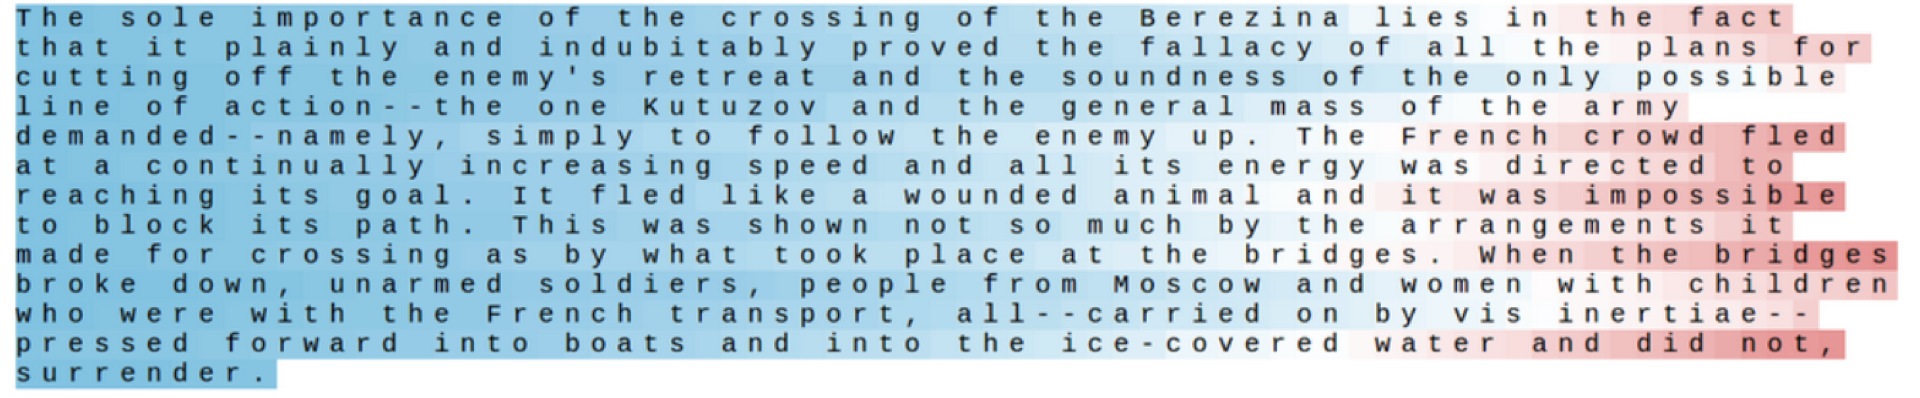 The sole importance of the crossing of the Berezina lies in the fact
that it plainly and indubitably proved the fallacy of all the plans for
cutting off the enemy's retreat and the soundness of the only possible
line of action--the one Kutuzov and the general mass of the army
demanded--namely, simply to follow the enemy up. The French crowd fled
at a continually increasing speed and all its energy was directed to
reaching its goal. It fled like a wounded animal and it was impossible
to block its path. This was shown not so much by the arrangements it
made for crossing as by what took place at the bridges. When the bridges
broke down, unarmed soldiers, people from Moscow and women with children
who were with the French transport, all--carried on by vis inertiae--
pressed forward into boats and into the ice-covered water and did not,
surrender.